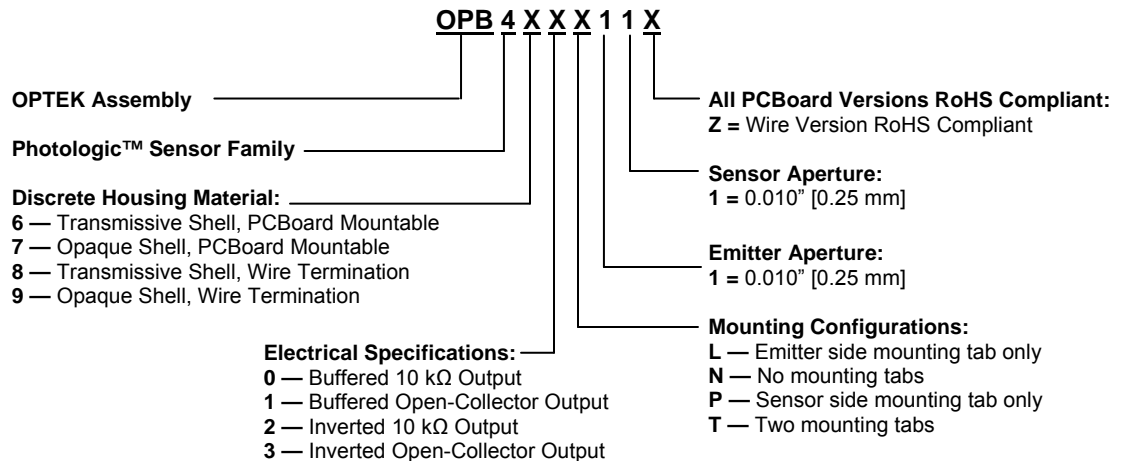 OPB 4 X X X 1 1 X
OPTEK Assembly
Photologic™ Sensor Family
Discrete Housing Material:
6 — Transmissive Shell, PCBoard Mountable
7 — Opaque Shell, PCBoard Mountable
8 — Transmissive Shell, Wire Termination
9 — Opaque Shell, Wire Termination
Electrical Specifications:
0 — Buffered 10 kΩ Output
1 — Buffered Open-Collector Output
2 — Inverted 10 kΩ Output
3 — Inverted Open-Collector Output
All PCBoard Versions RoHS Compliant:
Z = Wire Version RoHS Compliant
Sensor Aperture:
1 = 0.010” [0.25 mm]
Emitter Aperture:
1 = 0.010” [0.25 mm]
Mounting Configurations:
L — Emitter side mounting tab only
N — No mounting tabs
P — Sensor side mounting tab only
T — Two mounting tabs